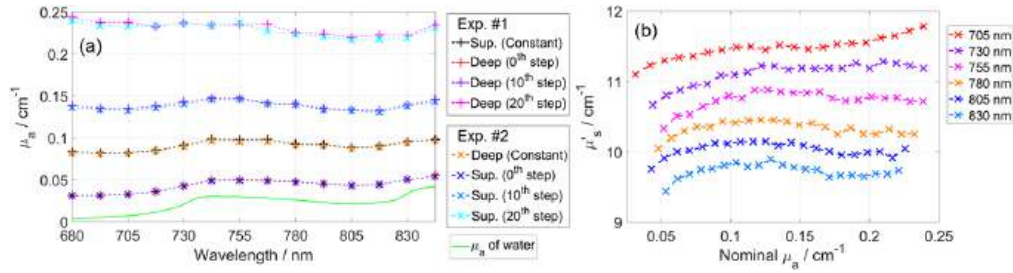 (a)
μa / cm-1
0.25
0.2
0.15
0.1
0.05
0
680 705 730 755 780 805 830
Wavelength / nm
Exp. #1
Sup. (Constant)
Deep (0th step)
Deep (10th step)
Deep (20th step)
Exp. #2
Deep (Constant)
Sup. (0th step)
Sup. (10th step)
Sup. (20th step)
μa of water
(b)
μ's / cm-1
12
11
10
9
0.05 0.1 0.15 0.2 0.25
Nominal μa / cm-1
705 nm
730 nm
755 nm
780 nm
805 nm
830 nm